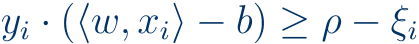 y_i · (⟨w, x_i⟩ − b) ≥ ρ − ξ_i